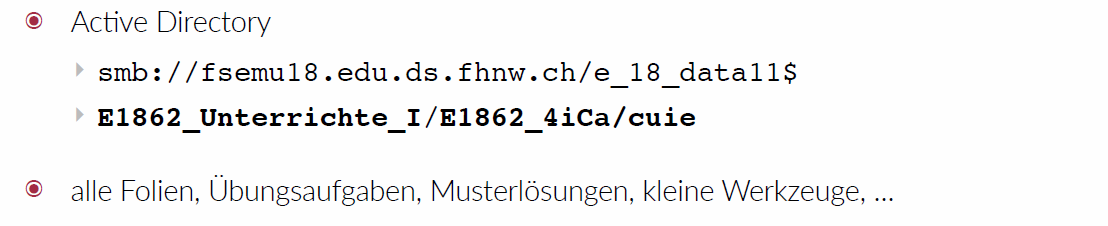 Active Directory
smb://fsemu18.edu.ds.fhnw.ch/e_18_data11$
E1862_Unterrichte_I/E1862_4iCa/cuie
alle Folien, Übungsaufgaben, Musterlösungen, kleine Werkzeuge, ...